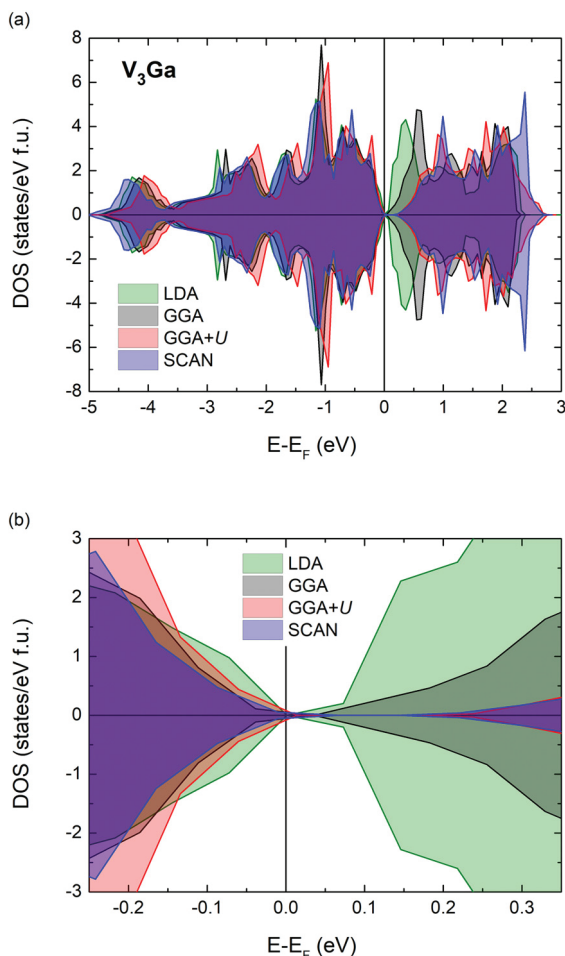 (a)
V₃Ga
8
6
4
2
0
2
4
6
8
DOS (states/eV f.u.)
LDA
GGA
GGA+U
SCAN
-5 -4 -3 -2 -1 0 1 2 3
E-E_F (eV)
(b)
3
2
1
0
1
2
3
DOS (states/eV f.u.)
LDA
GGA
GGA+U
SCAN
-0.2 -0.1 0.0 0.1 0.2 0.3
E-E_F (eV)